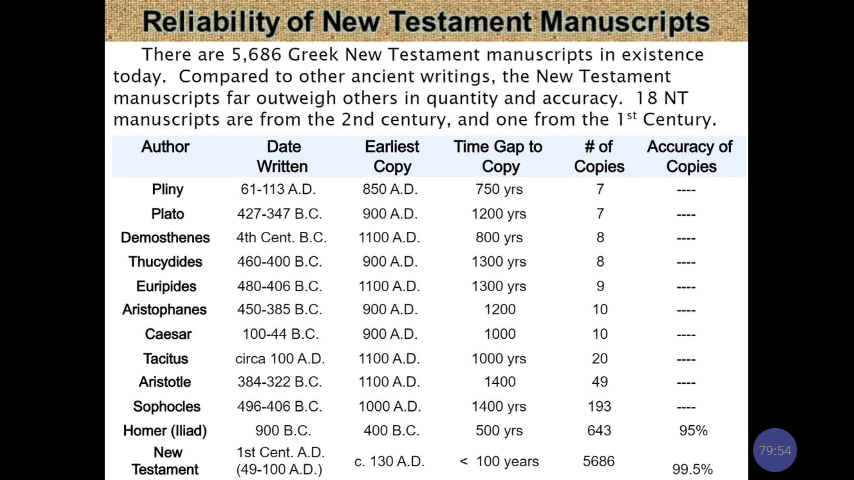 Reliability of New Testament Manuscripts
There are 5,686 Greek New Testament manuscripts in existence
today. Compared to other ancient writings, the New Testament
manuscripts far outweigh others in quantity and accuracy. 18 NT
manuscripts are from the 2nd century, and one from the 1st Century.
Author Date Written Earliest Copy Time Gap to Copy # of Copies Accuracy of Copies
Pliny 61-113 A.D. 850 A.D. 750 yrs 7 ----
Plato 427-347 B.C. 900 A.D. 1200 yrs 7 ----
Demosthenes 4th Cent. B.C. 1100 A.D. 800 yrs 8 ----
Thucydides 460-400 B.C. 900 A.D. 1300 yrs 8 ----
Euripides 480-406 B.C. 1100 A.D. 1300 yrs 9 ----
Aristophanes 450-385 B.C. 900 A.D. 1200 10 ----
Caesar 100-44 B.C. 900 A.D. 1000 10 ----
Tacitus circa 100 A.D. 1100 A.D. 1000 yrs 20 ----
Aristotle 384-322 B.C. 1100 A.D. 1400 49 ----
Sophocles 496-406 B.C. 1000 A.D. 1400 yrs 193 ----
Homer (Iliad) 900 B.C. 400 B.C. 500 yrs 643 95%
New Testament 1st Cent. A.D. (49-100 A.D.) c. 130 A.D. < 100 years 5686 99.5%
79:54